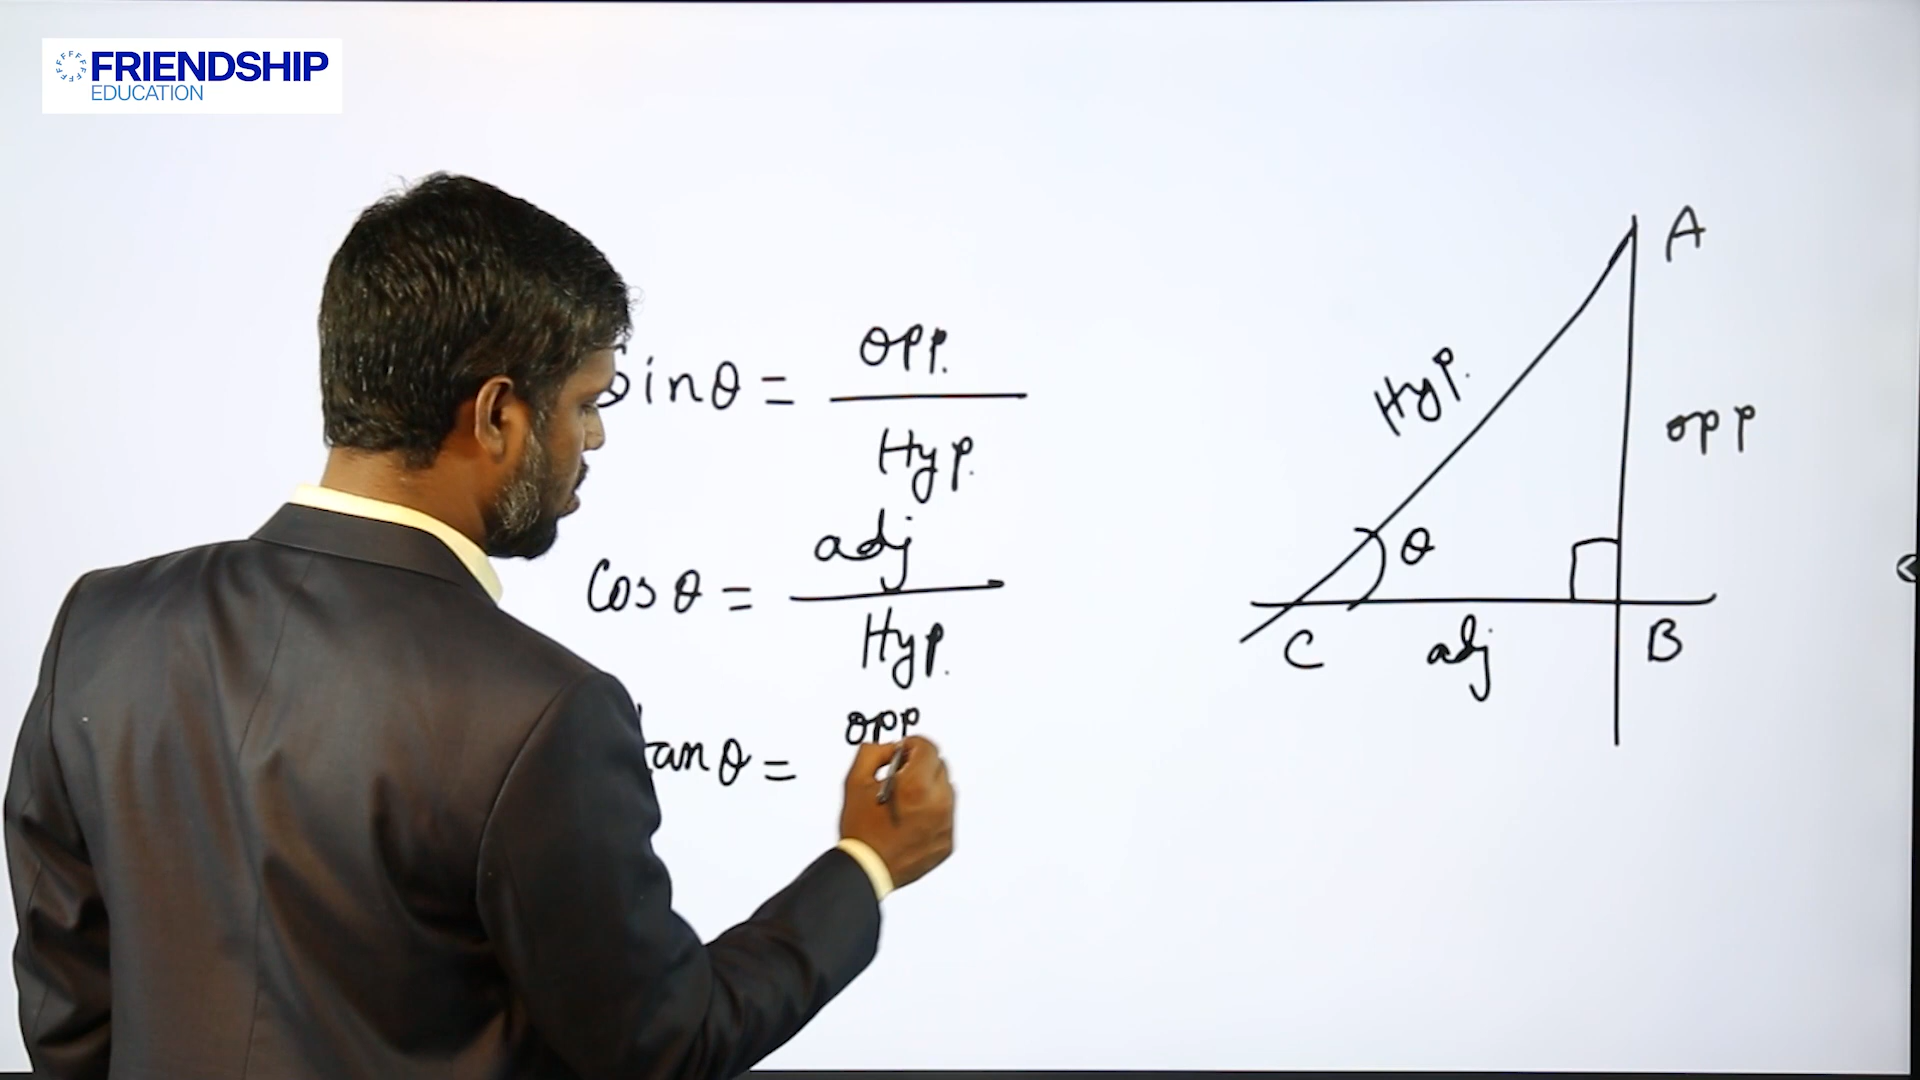 FRIENDSHIP
EDUCATION
Sinθ = opp.
Hyp.
Cosθ = adj
Hyp.
tanθ = opp
A
Hyp.
opp
θ
C adj B